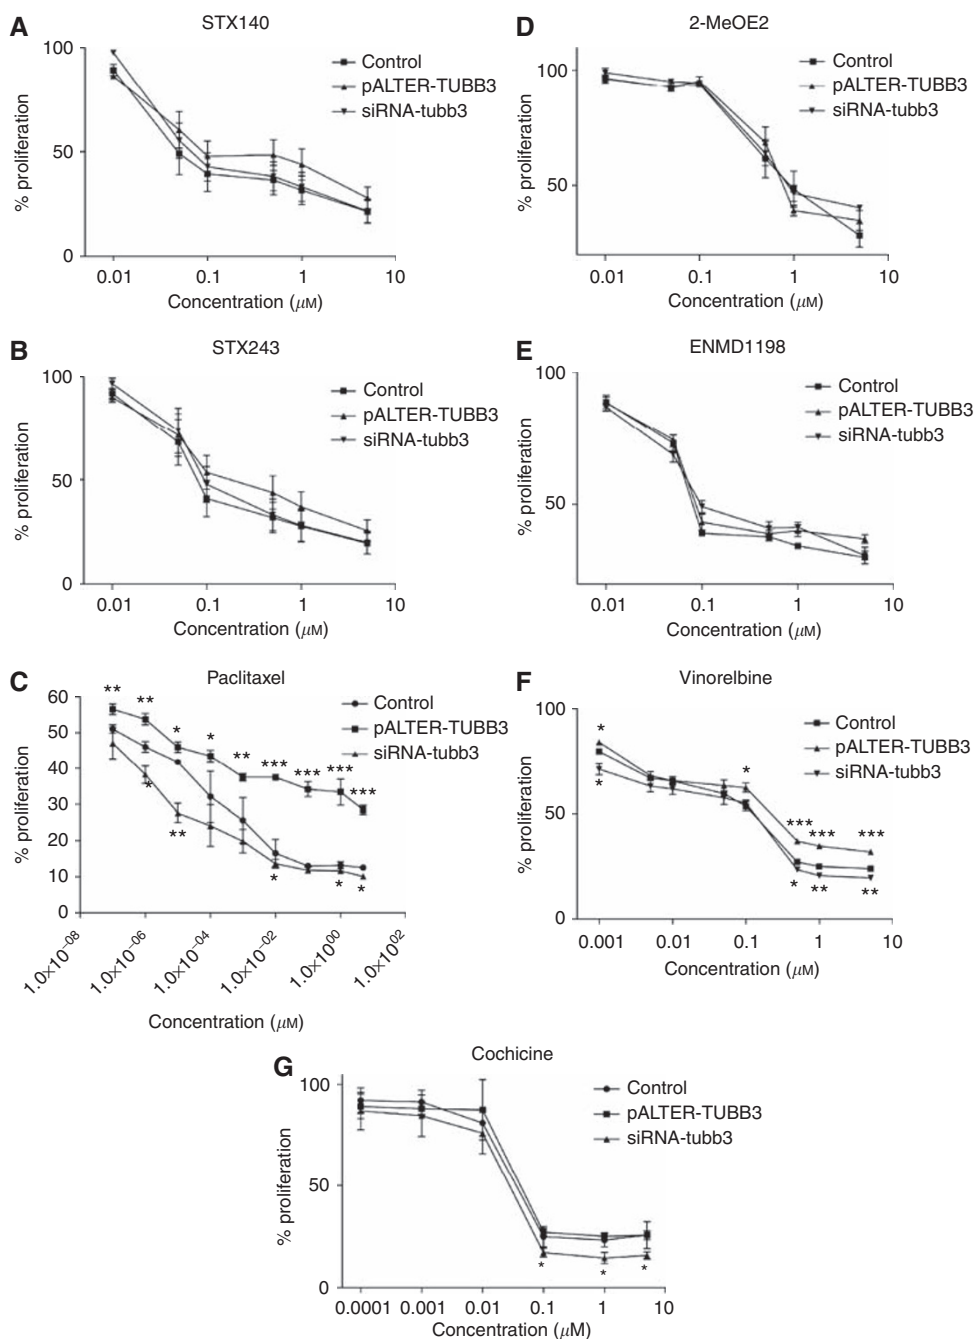 A
STX140
100
50
0
0.01 0.1 1 10
% proliferation
Concentration (μM)
Control
pALTER-TUBB3
siRNA-tubb3
D
2-MeOE2
100
50
0.01 0.1 1 10
% proliferation
Concentration (μM)
Control
pALTER-TUBB3
siRNA-tubb3
B
STX243
100
50
0
0.01 0.1 1 10
% proliferation
Concentration (μM)
Control
pALTER-TUBB3
siRNA-tubb3
E
ENMD1198
100
50
0.01 0.1 1 10
% proliferation
Concentration (μM)
Control
pALTER-TUBB3
siRNA-tubb3
C
Paclitaxel
60
50
40
30
20
10
0
** ** * * ** *** *** *** ***
* ** * * *
1.0×10⁻⁰⁸ 1.0×10⁻⁰⁶ 1.0×10⁻⁰⁴ 1.0×10⁻⁰² 1.0×10⁰⁰ 1.0×10⁰²
% proliferation
Concentration (μM)
Control
pALTER-TUBB3
siRNA-tubb3
F
Vinorelbine
100
50
0
* * *** *** ***
* * ** **
0.001 0.01 0.1 1 10
% proliferation
Concentration (μM)
Control
pALTER-TUBB3
siRNA-tubb3
G
Cochicine
100
50
0
* * *
0.0001 0.001 0.01 0.1 1 10
% proliferation
Concentration (μM)
Control
pALTER-TUBB3
siRNA-tubb3